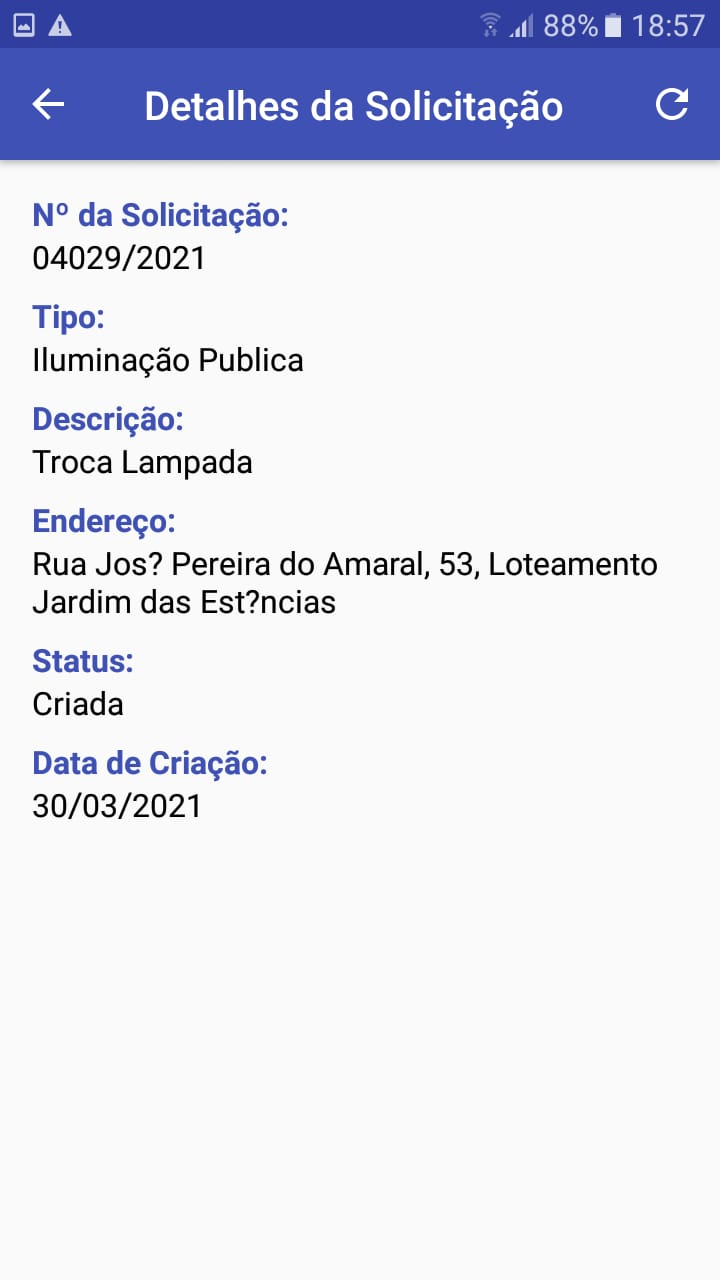 88% 18:57
Detalhes da Solicitação
Nº da Solicitação:
04029/2021
Tipo:
Iluminação Publica
Descrição:
Troca Lampada
Endereço:
Rua Jos? Pereira do Amaral, 53, Loteamento
Jardim das Est?ncias
Status:
Criada
Data de Criação:
30/03/2021